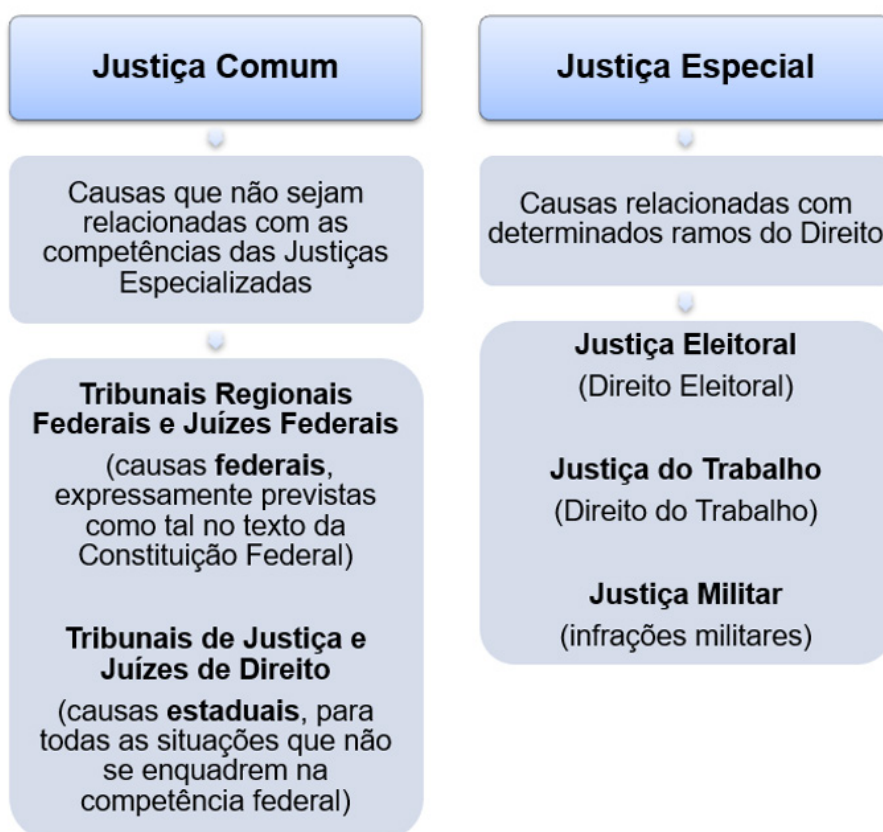 Justiça Comum
Causas que não sejam
relacionadas com as
competências das Justiças
Especializadas
Tribunais Regionais
Federais e Juízes Federais
(causas federais,
expressamente previstas
como tal no texto da
Constituição Federal)
Tribunais de Justiça e
Juízes de Direito
(causas estaduais, para
todas as situações que não
se enquadrem na
competência federal)
Justiça Especial
Causas relacionadas com
determinados ramos do Direito
Justiça Eleitoral
(Direito Eleitoral)
Justiça do Trabalho
(Direito do Trabalho)
Justiça Militar
(infrações militares)